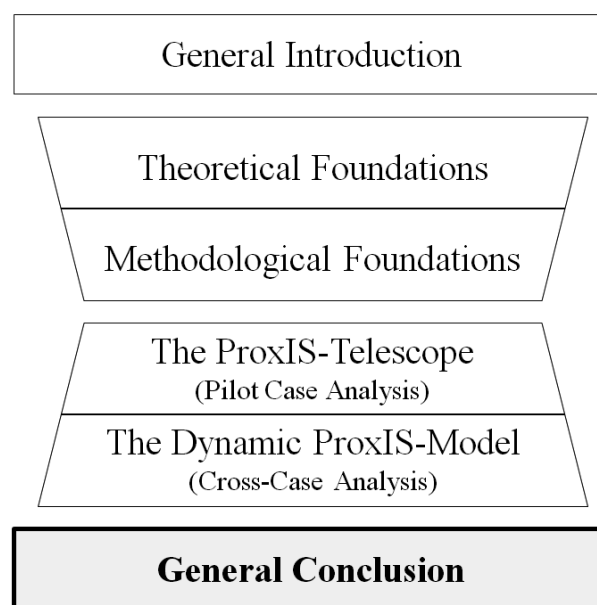 General Introduction
Theoretical Foundations
Methodological Foundations
The ProxIS-Telescope
(Pilot Case Analysis)
The Dynamic ProxIS-Model
(Cross-Case Analysis)
General Conclusion